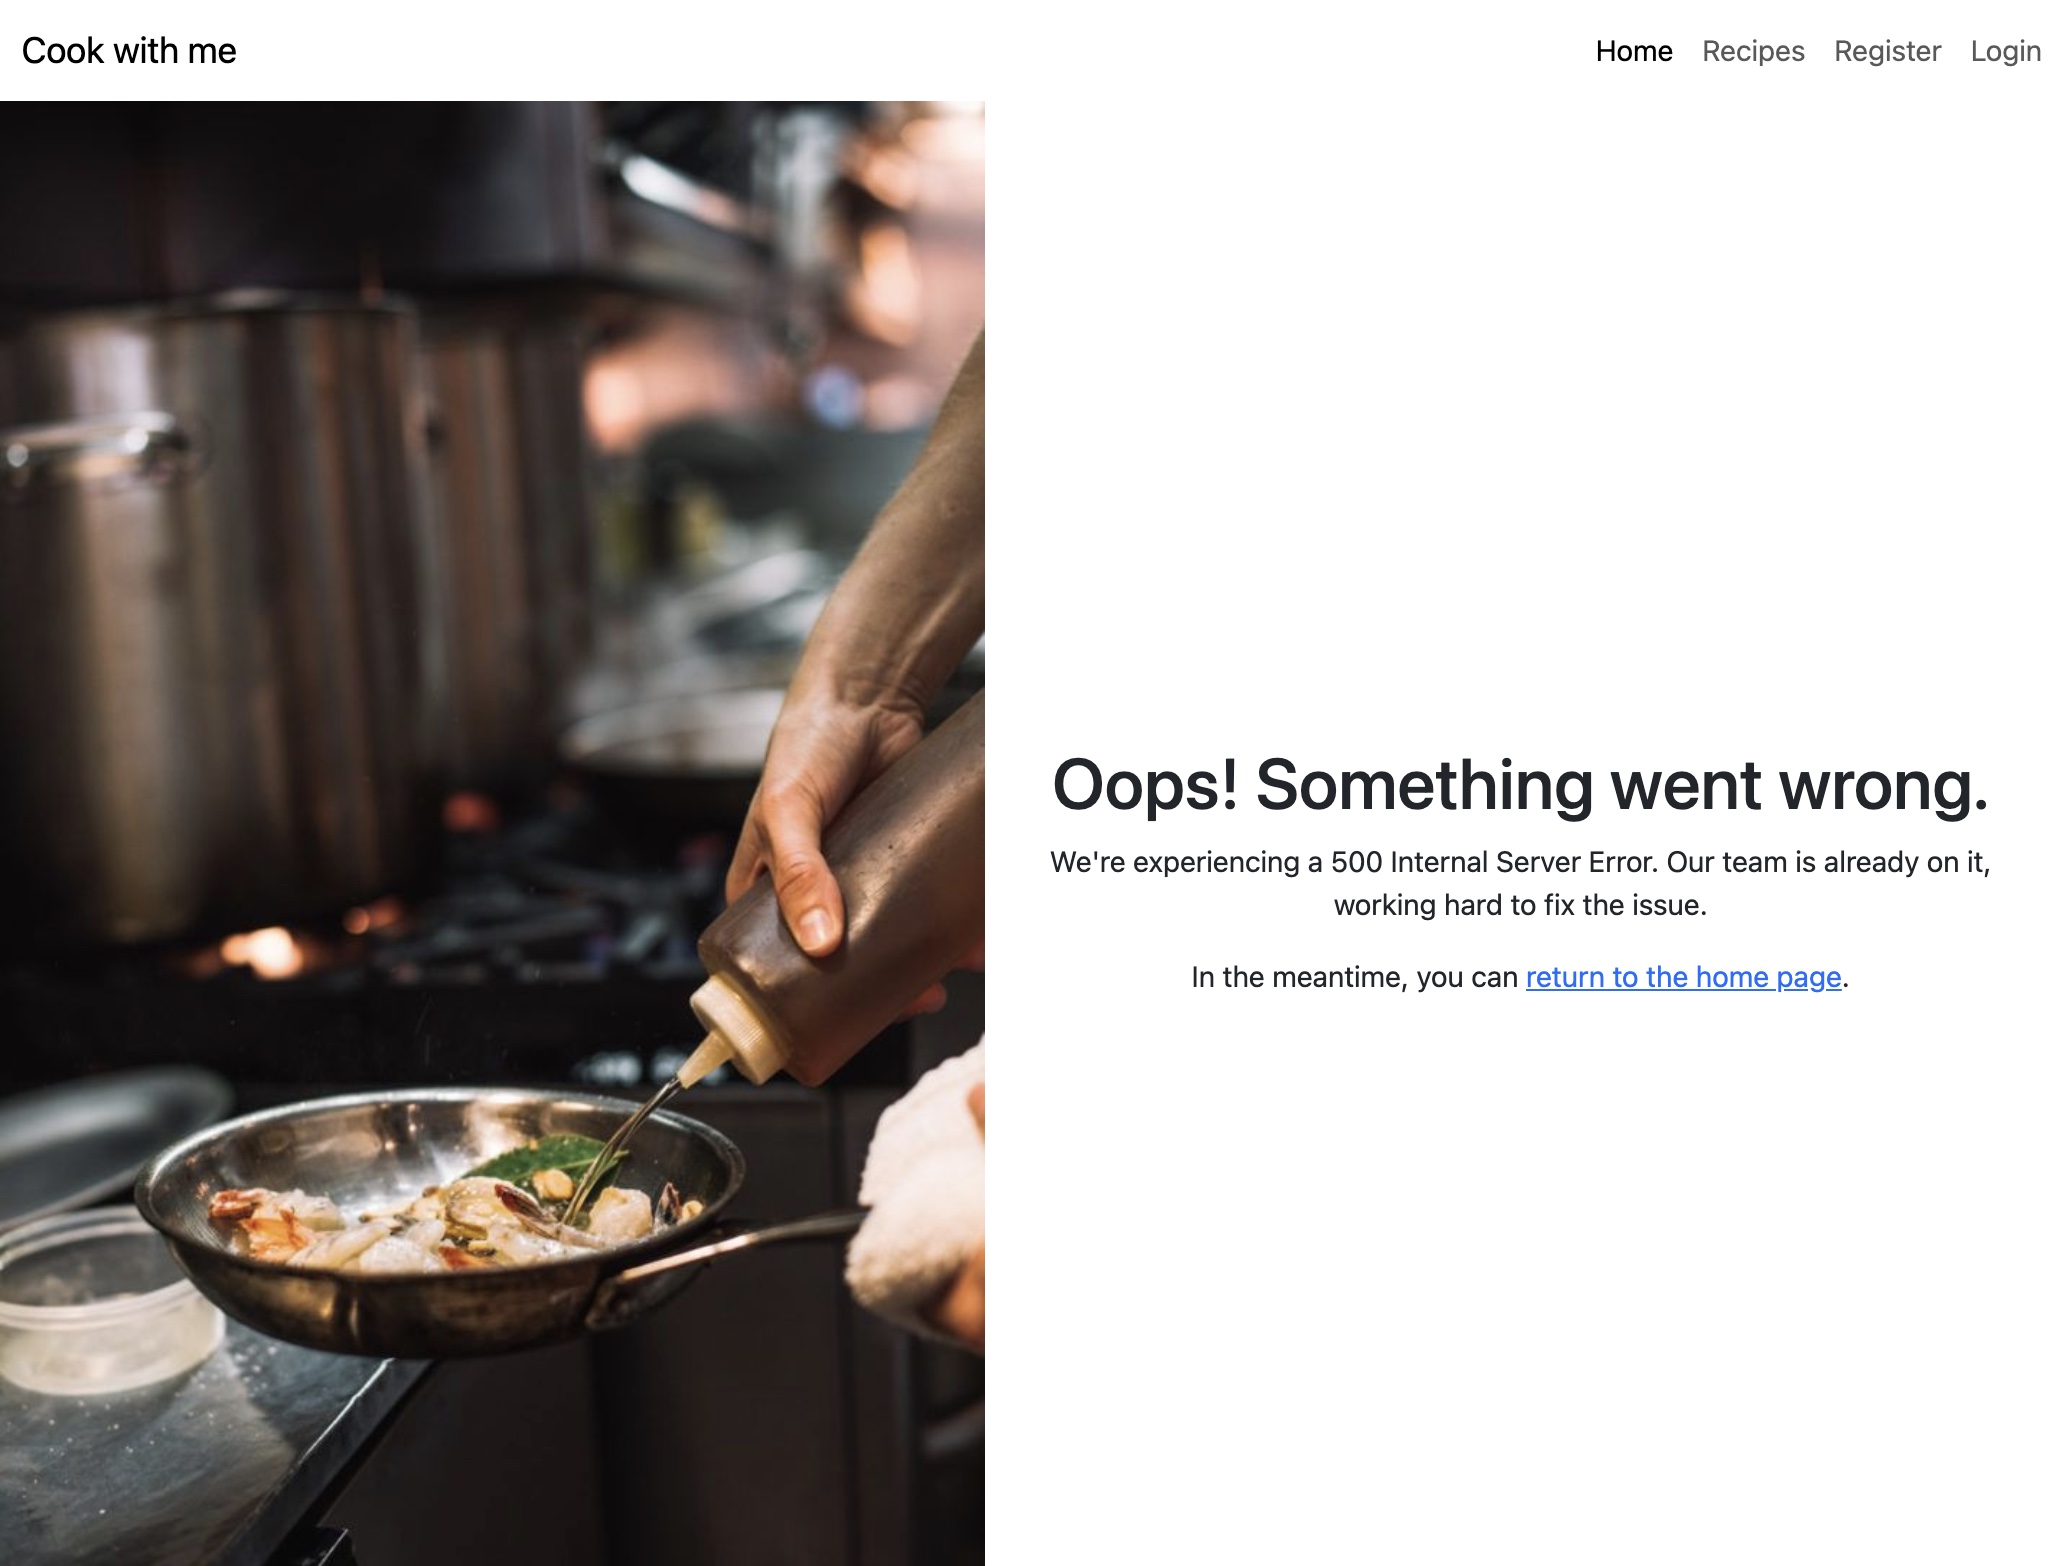 Cook with me
Home Recipes Register Login
Oops! Something went wrong.
We're experiencing a 500 Internal Server Error. Our team is already on it,
working hard to fix the issue.
In the meantime, you can return to the home page.